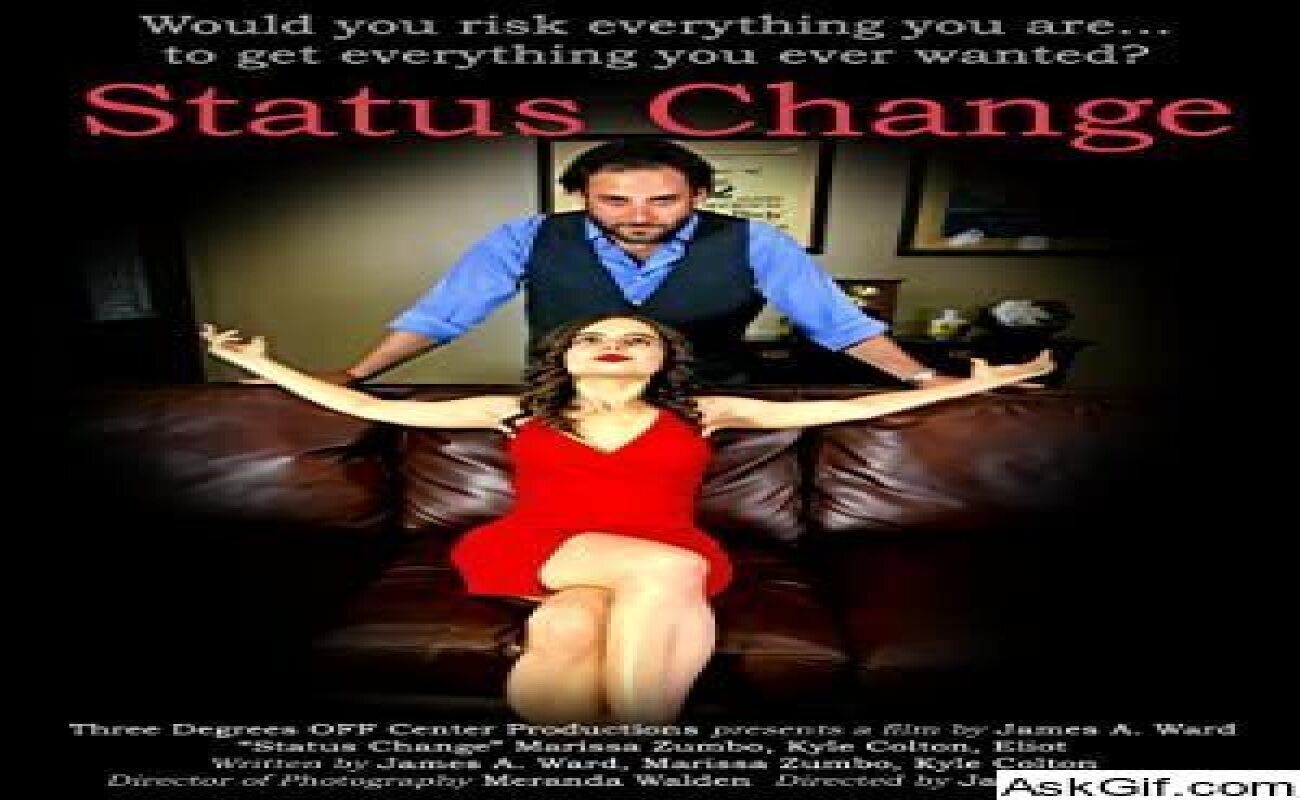 Would you risk everything you are...
to get everything you ever wanted?
Status Change
Three Degrees OFF Center Productions presents a film by James A. Ward
"Status Change" Marissa Zumbo, Kyle Colton, Eliot
Written by James A. Ward, Marissa Zumbo, Kyle Colton
Director of Photography Meranda Walden Directed by
AskGif.com